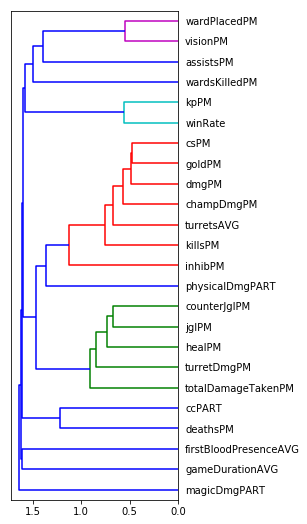 wardPlacedPM
visionPM
assistsPM
wardsKilledPM
kpPM
winRate
csPM
goldPM
dmgPM
champDmgPM
turretsAVG
killsPM
inhibPM
physicalDmgPART
counterJglPM
jglPM
healPM
turretDmgPM
totalDamageTakenPM
ccPART
deathsPM
firstBloodPresenceAVG
gameDurationAVG
magicDmgPART
1.5 1.0 0.5 0.0